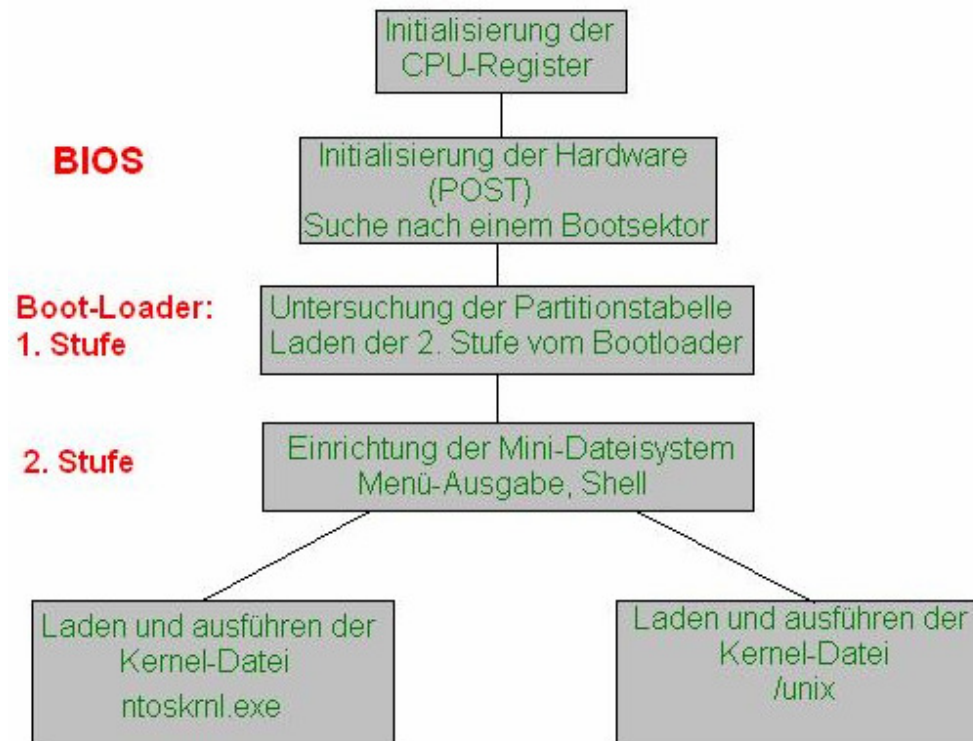 Initialisierung der
CPU-Register
BIOS
Initialisierung der Hardware
(POST)
Suche nach einem Bootsektor
Boot-Loader:
1. Stufe
Untersuchung der Partitionstabelle
Laden der 2. Stufe vom Bootloader
2. Stufe
Einrichtung der Mini-Dateisystem
Menü-Ausgabe, Shell
Laden und ausführen der
Kernel-Datei
ntoskrnl.exe
Laden und ausführen der
Kernel-Datei
/unix